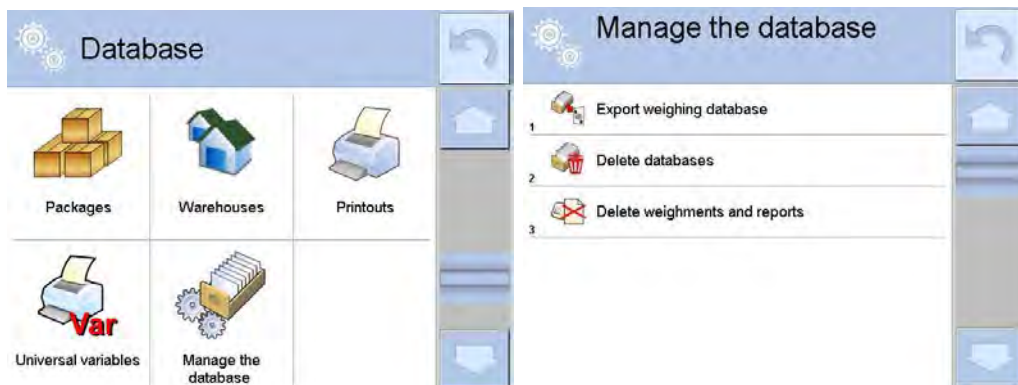 Database
Packages
Warehouses
Printouts
Var
Universal variables
Manage the
database
Manage the database
1 Export weighing database
2 Delete databases
3 Delete weighments and reports